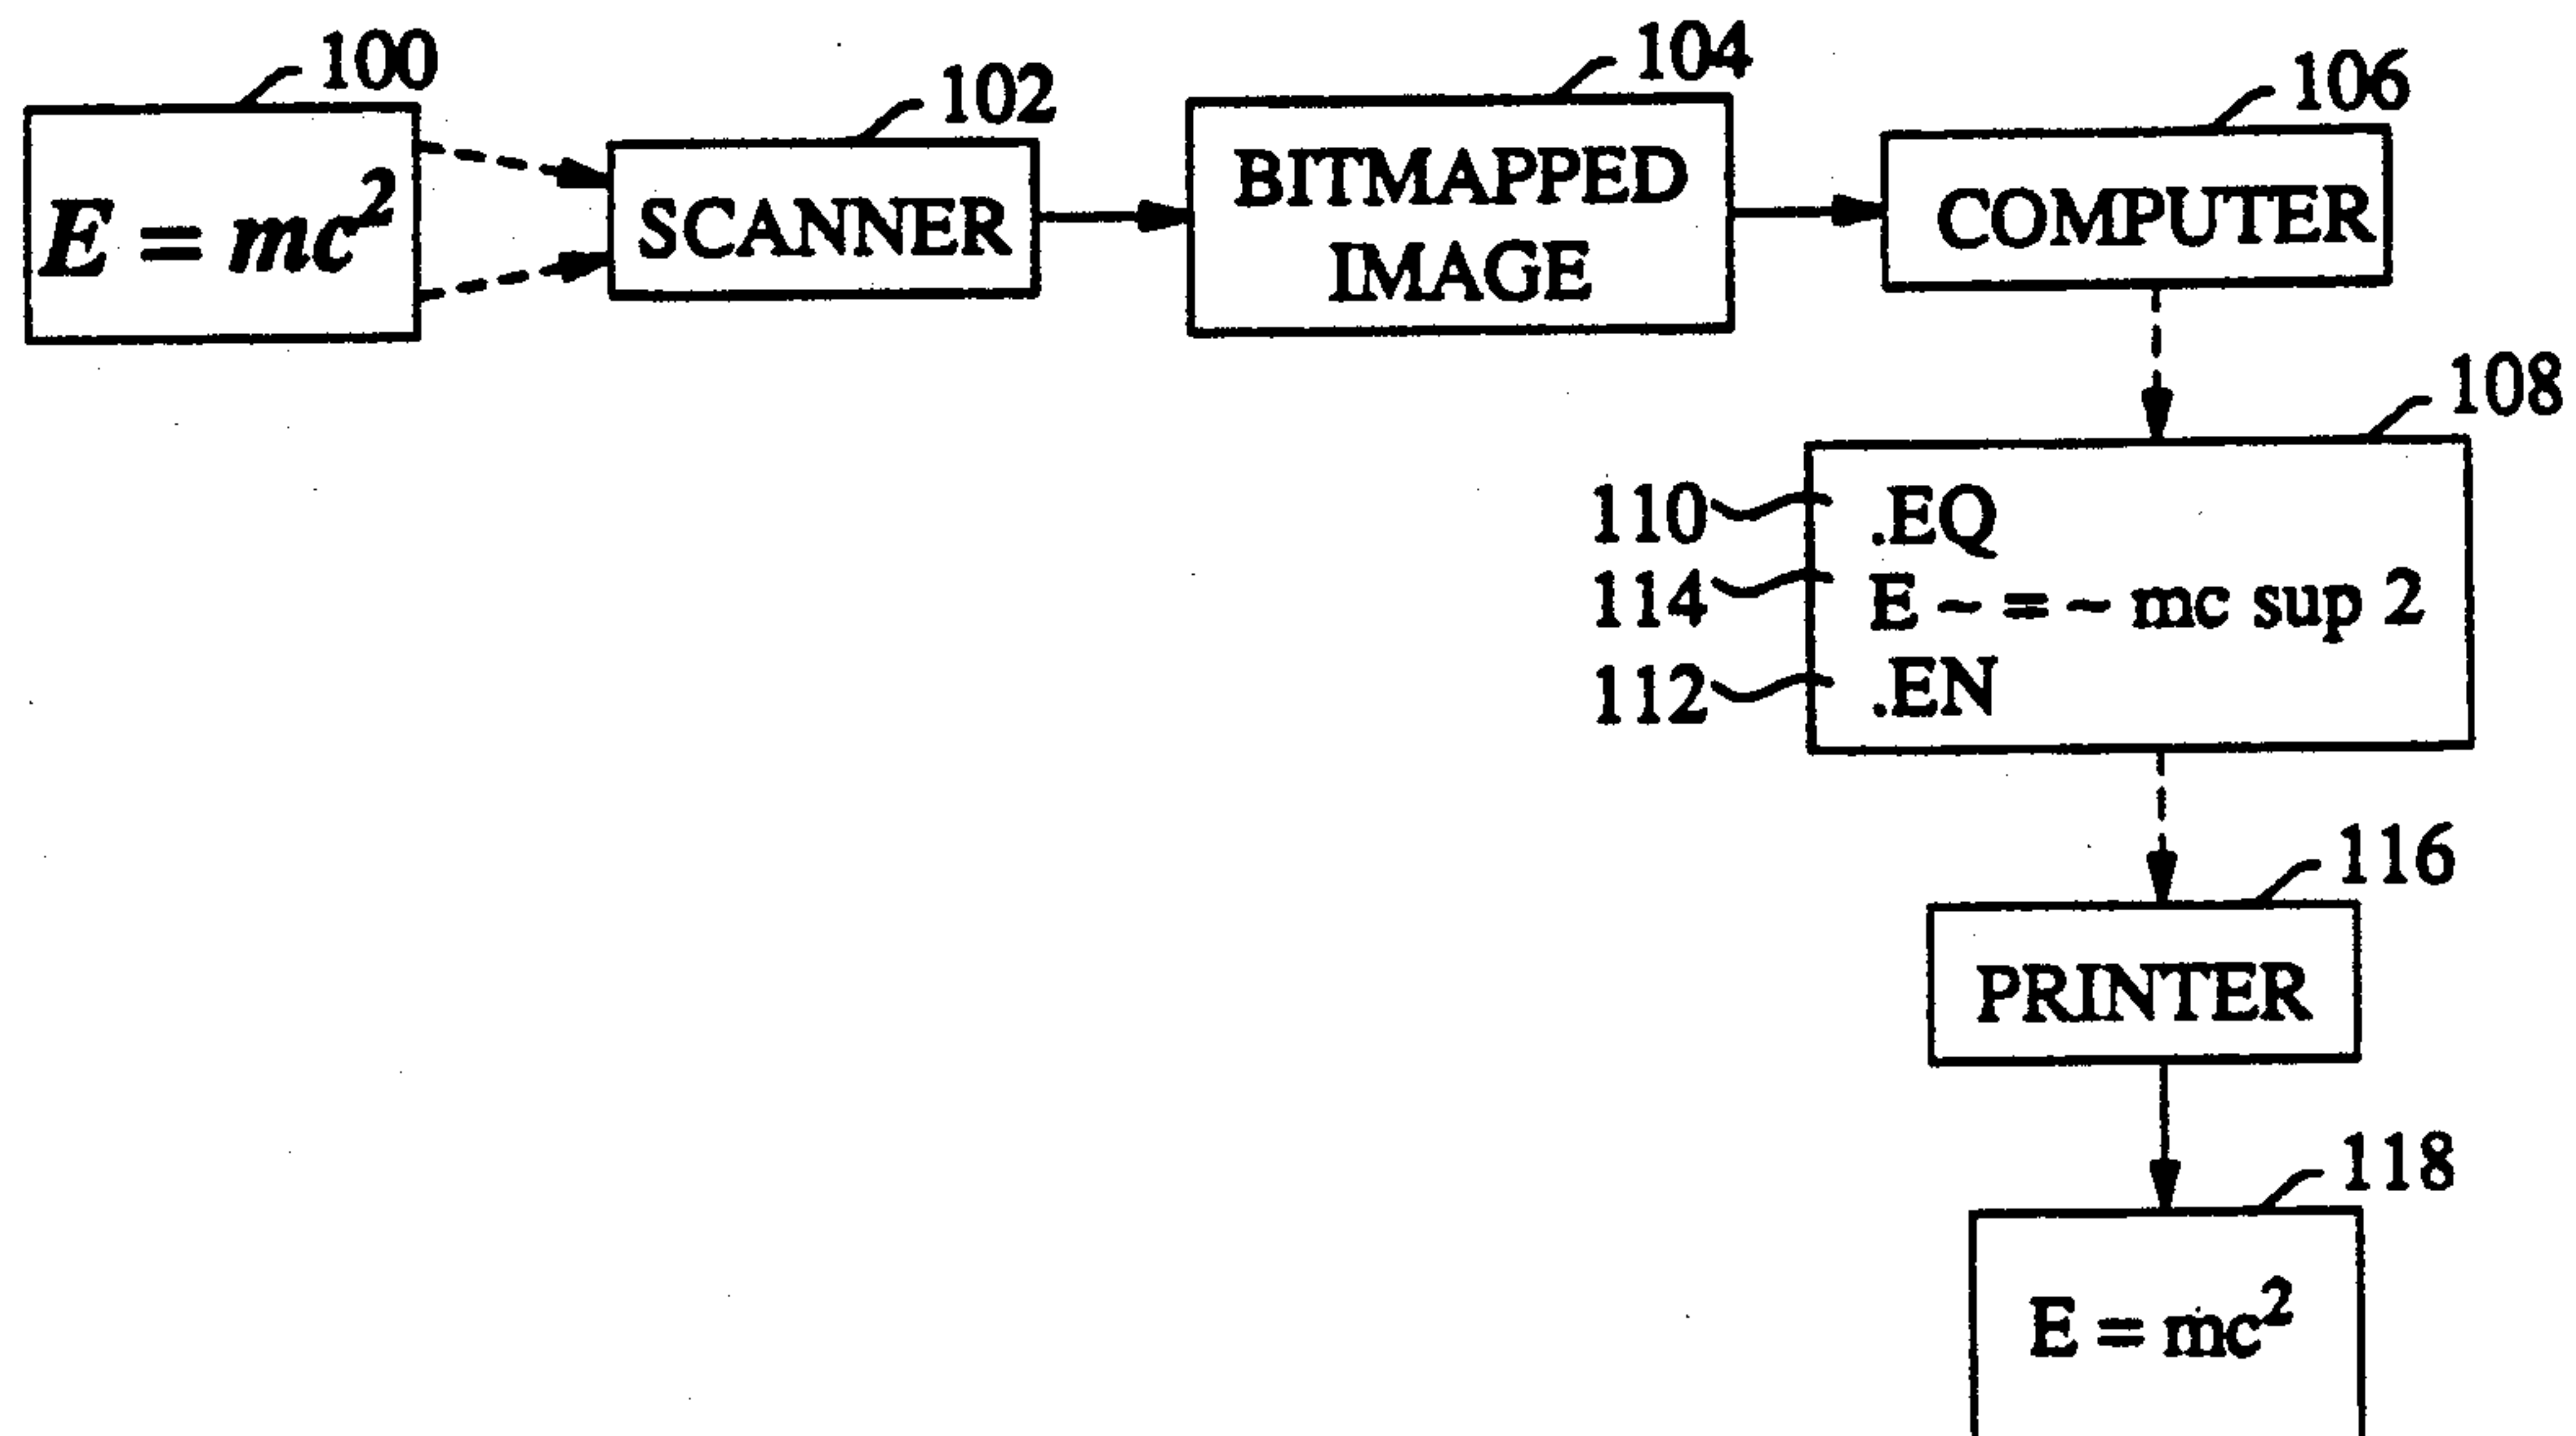 100
102
104
106
E = mc²
SCANNER
BITMAPPED
IMAGE
COMPUTER
108
110 .EQ
114 E ~ = ~ mc sup 2
112 .EN
116
PRINTER
118
E = mc²